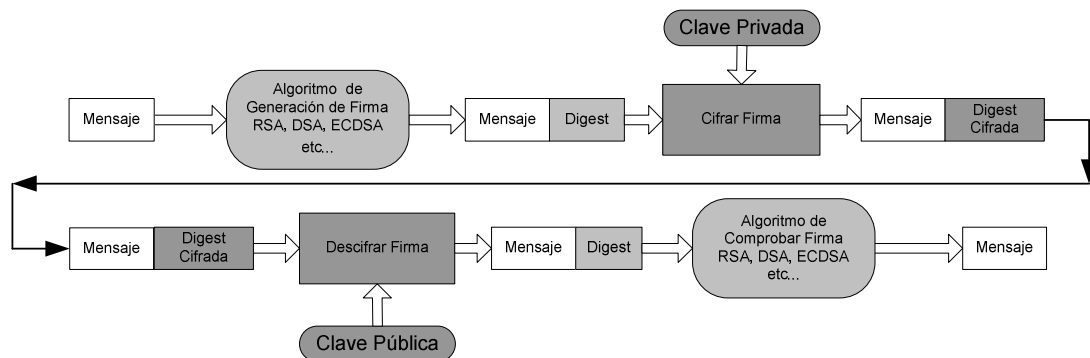 Clave Privada
Mensaje
Algoritmo de
Generación de Firma
RSA, DSA, ECDSA
etc...
Mensaje
Digest
Cifrar Firma
Mensaje
Digest
Cifrada
Mensaje
Digest
Cifrada
Descifrar Firma
Mensaje
Digest
Algoritmo de
Comprobar Firma
RSA, DSA, ECDSA
etc...
Mensaje
Clave Pública